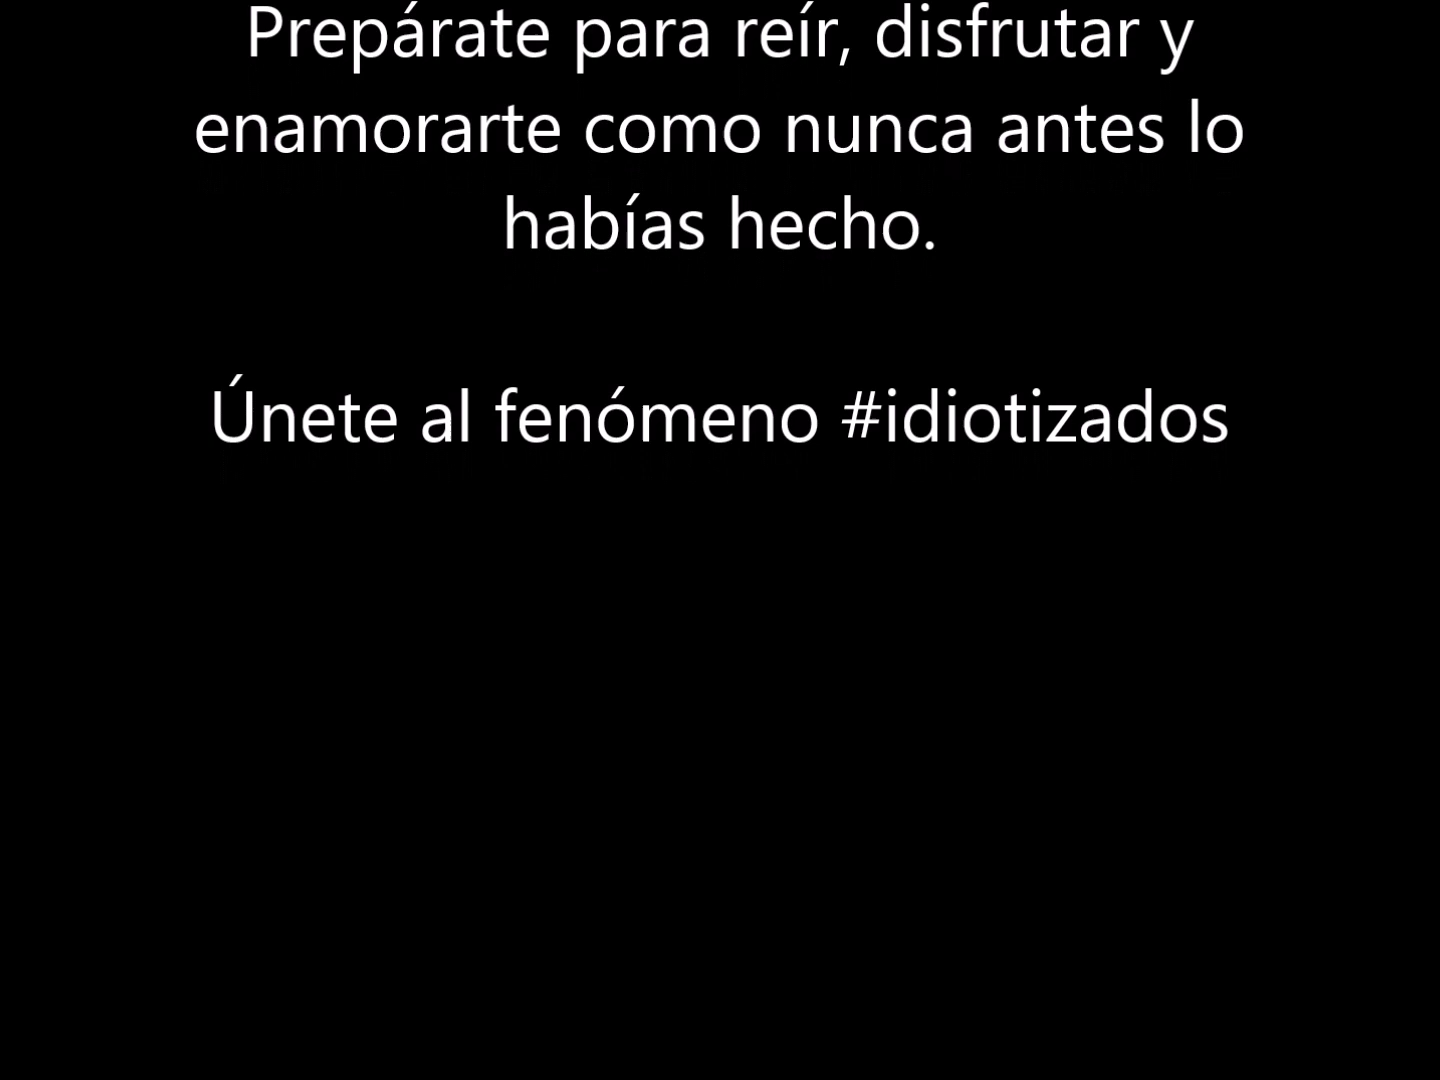 Prepárate para reír, disfrutar y
enamorarte como nunca antes lo
habías hecho.
Únete al fenómeno #idiotizados